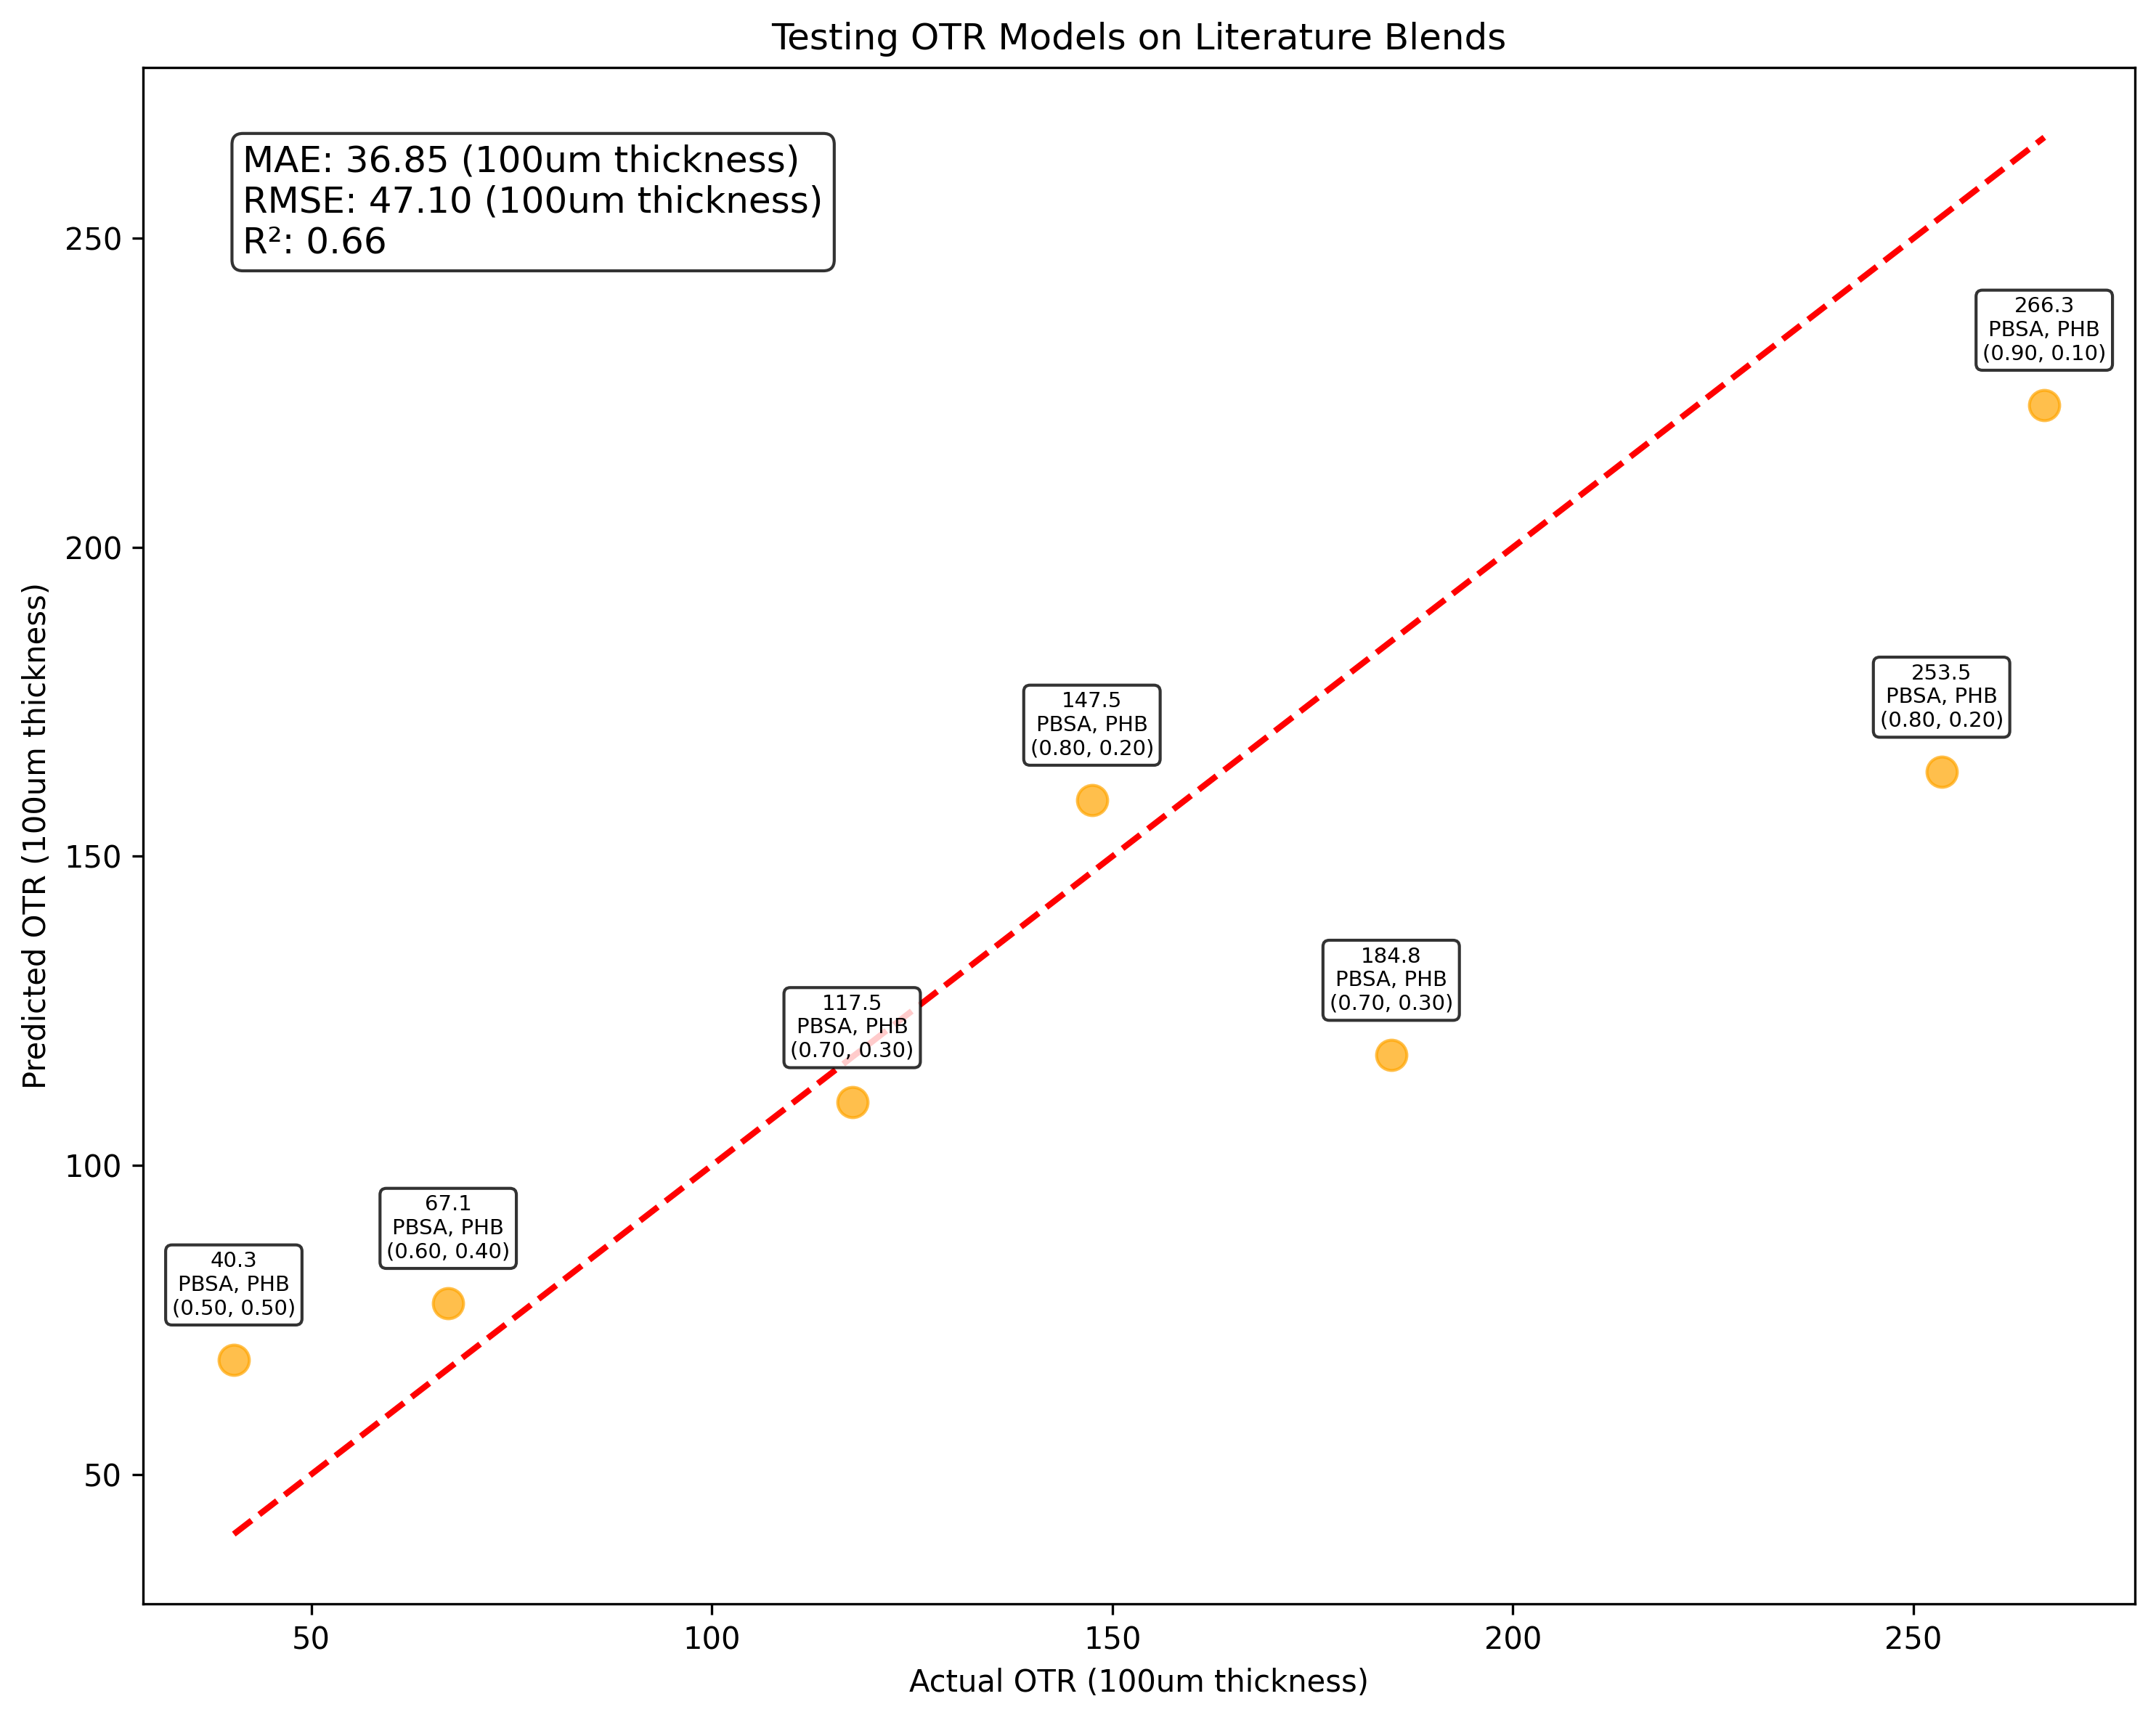 Testing OTR Models on Literature Blends
MAE: 36.85 (100um thickness)
RMSE: 47.10 (100um thickness)
R²: 0.66
266.3
PBSA, PHB
(0.90, 0.10)
253.5
PBSA, PHB
(0.80, 0.20)
147.5
PBSA, PHB
(0.80, 0.20)
184.8
PBSA, PHB
(0.70, 0.30)
117.5
PBSA, PHB
(0.70, 0.30)
67.1
PBSA, PHB
(0.60, 0.40)
40.3
PBSA, PHB
(0.50, 0.50)
Predicted OTR (100um thickness)
250
200
150
100
50
50
100
150
200
250
Actual OTR (100um thickness)